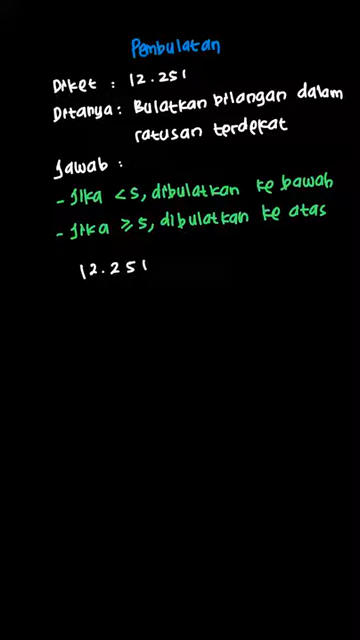 Pembulatan
Diket : 12.251
Ditanya : Bulatkan bilangan dalam
ratusan terdekat
Jawab :
- Jika < 5, dibulatkan ke bawah
- Jika ≥ 5, dibulatkan ke atas
12.251